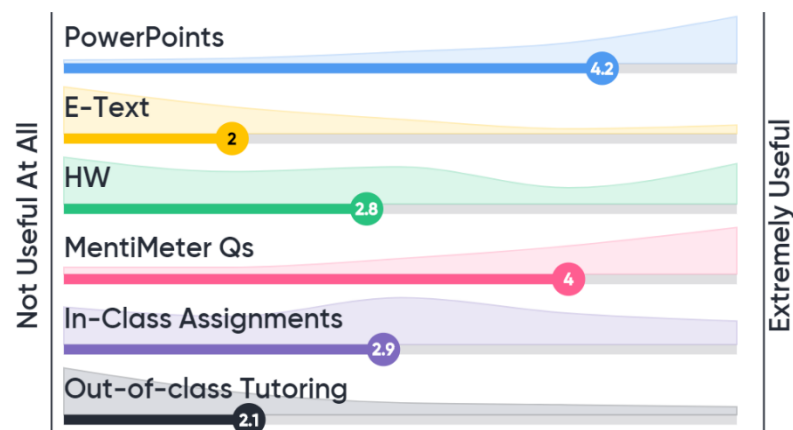 Not Useful At All
PowerPoints
4.2
E-Text
2
HW
2.8
MentiMeter Qs
4
In-Class Assignments
2.9
Out-of-class Tutoring
2.1
Extremely Useful